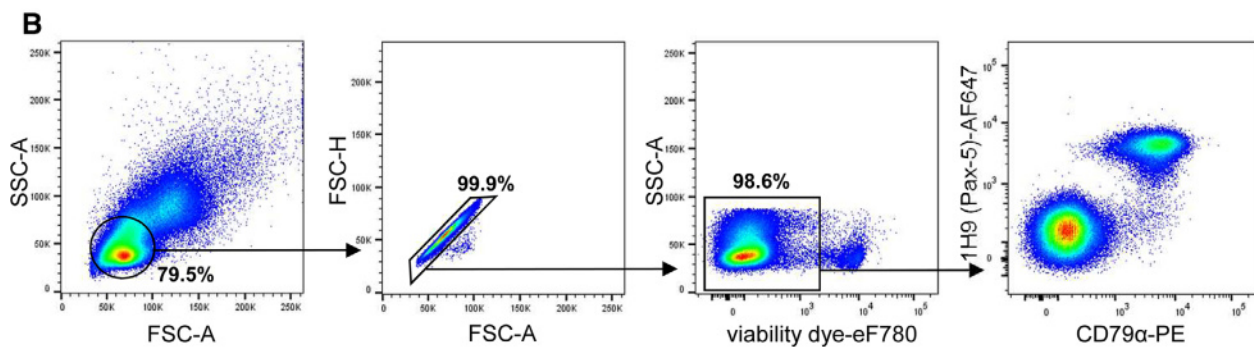 B
SSC-A
250K
200K
150K
100K
50K
0
79.5%
50K 100K 150K 200K 250K
FSC-A
FSC-H
250K
200K
150K
100K
50K
0
99.9%
50K 100K 150K 200K 250K
FSC-A
SSC-A
250K
200K
150K
100K
50K
0
98.6%
0 10³ 10⁴ 10⁵
viability dye-eF780
1H9 (Pax-5)-AF647
10⁵
10⁴
10³
0
0 10³ 10⁴ 10⁵
CD79α-PE